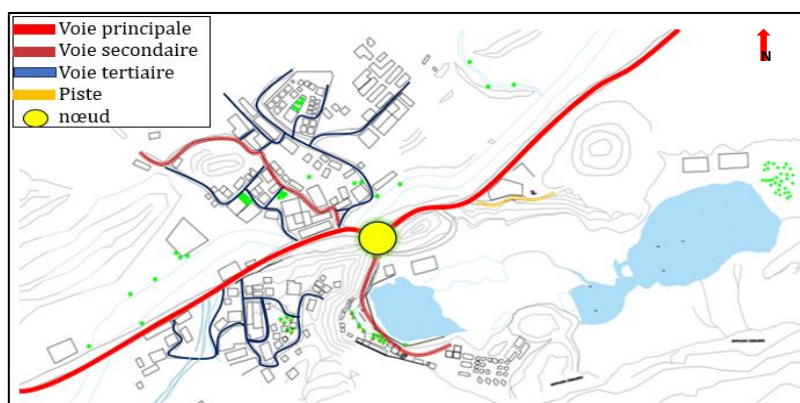 Voie principale
Voie secondaire
Voie tertiaire
Piste
nœud
N